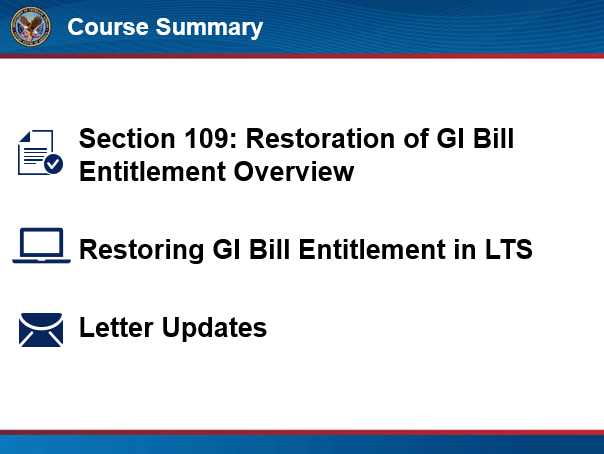 Course Summary
Section 109: Restoration of GI Bill
Entitlement Overview
Restoring GI Bill Entitlement in LTS
Letter Updates